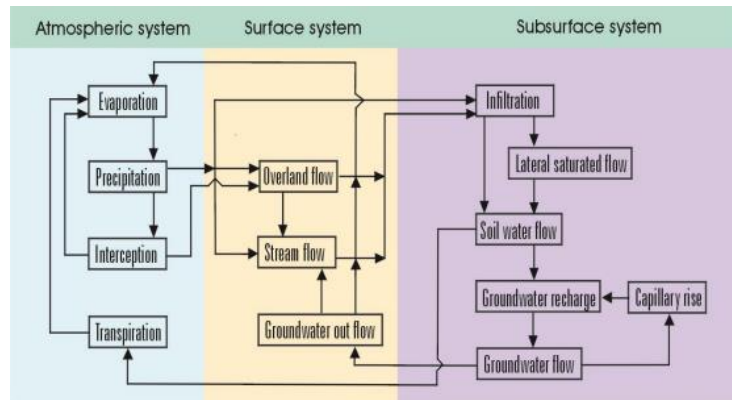 Atmospheric system
Surface system
Subsurface system
Evaporation
Precipitation
Interception
Transpiration
Overland flow
Stream flow
Groundwater out flow
Infiltration
Lateral saturated flow
Soil water flow
Groundwater recharge
Capillary rise
Groundwater flow